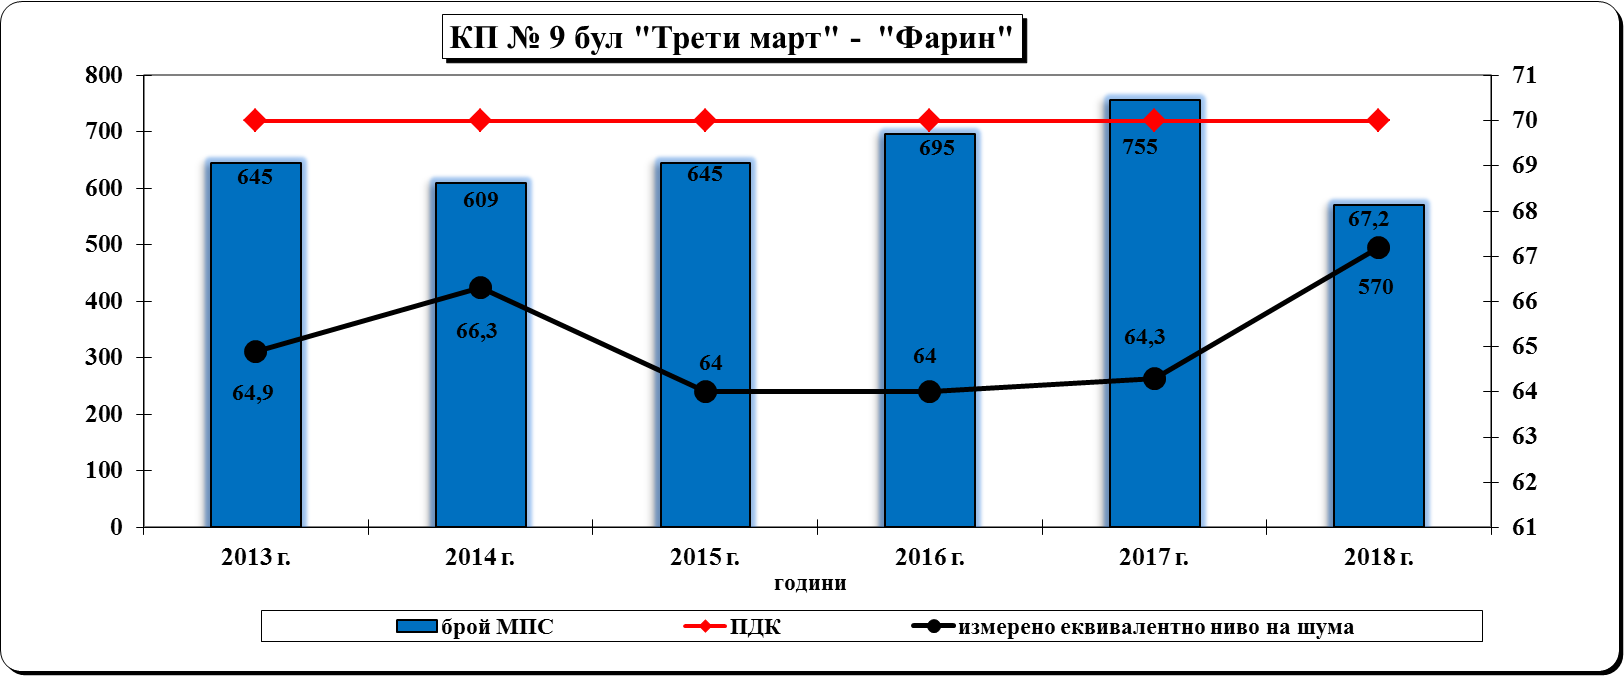 КП № 9 бул "Трети март" -  "Фарин"
800
700
600
500
400
300
200
100
0
71
70
69
68
67
66
65
64
63
62
61
645
609
645
695
755
67,2
570
64,9
66,3
64
64
64,3
2013 г.
2014 г.
2015 г.
2016 г.
2017 г.
2018 г.
години
брой МПС
ПДК
измерено еквивалентно ниво на шума